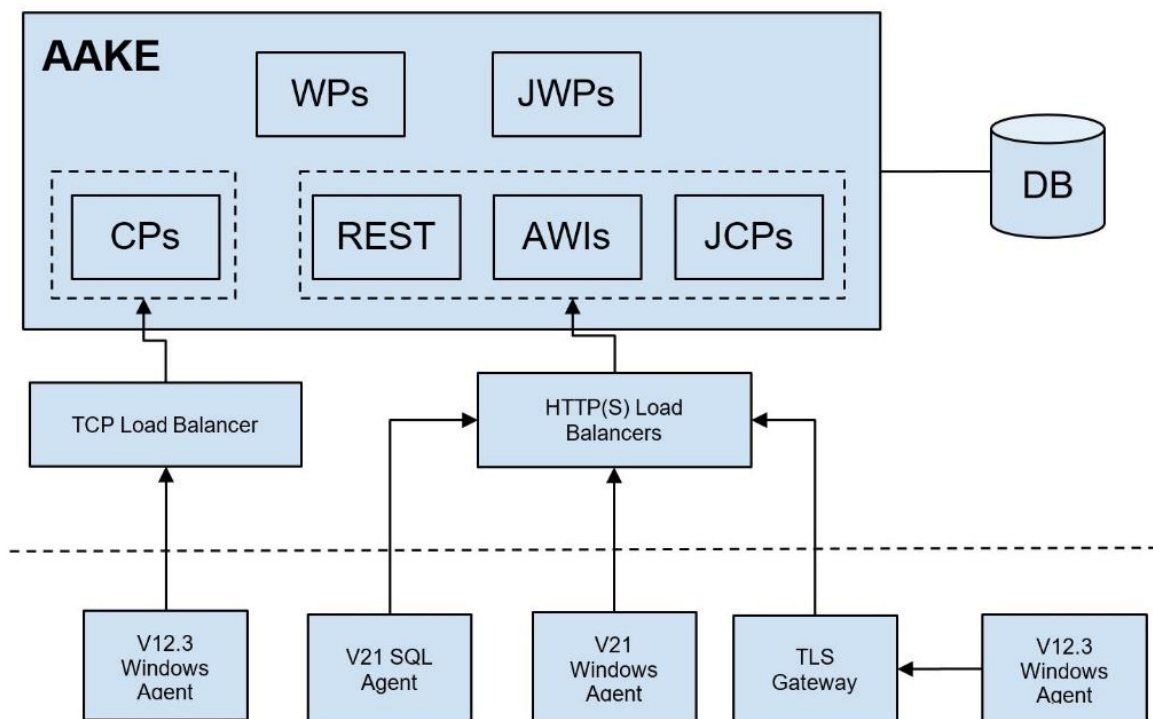 AAKE
WPs
JWPs
DB
CPs
REST
AWIs
JCPs
TCP Load Balancer
HTTP(S) Load
Balancers
V12.3
Windows
Agent
V21 SQL
Agent
V21
Windows
Agent
TLS
Gateway
V12.3
Windows
Agent